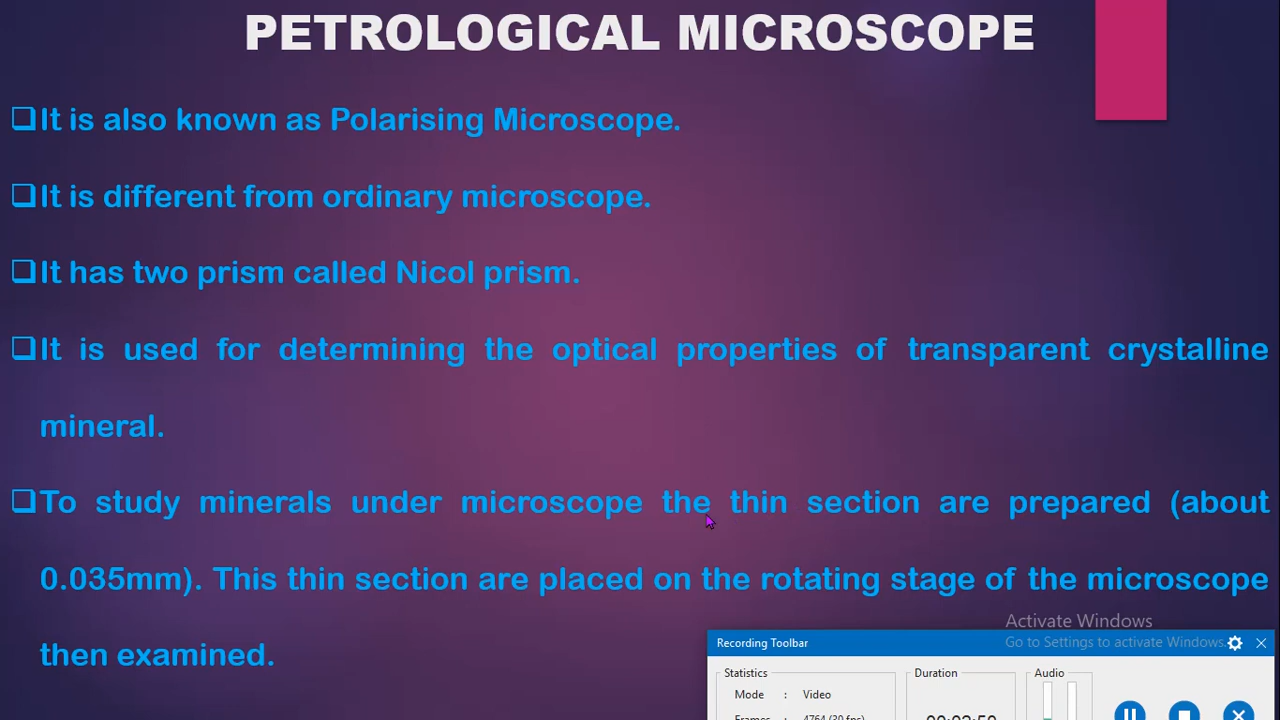 PETROLOGICAL MICROSCOPE
❑It is also known as Polarising Microscope.
❑It is different from ordinary microscope.
❑It has two prism called Nicol prism.
❑It is used for determining the optical properties of transparent crystalline
mineral.
❑To study minerals under microscope the thin section are prepared (about
0.035mm). This thin section are placed on the rotating stage of the microscope
then examined.
Activate Windows
Go to Settings to activate Windows.
Recording Toolbar
Statistics
Duration
Audio
Mode : Video